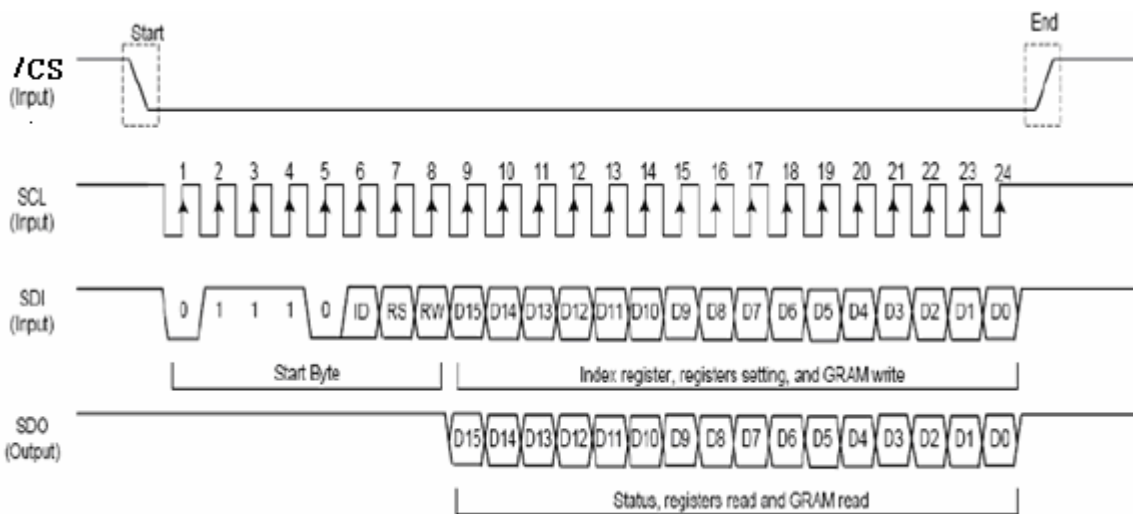 Start
End
/CS
(Input)
1 2 3 4 5 6 7 8 9 10 11 12 13 14 15 16 17 18 19 20 21 22 23 24
SCL
(Input)
SDI
(Input)
0 1 1 1 0 ID RS RW D15 D14 D13 D12 D11 D10 D9 D8 D7 D6 D5 D4 D3 D2 D1 D0
Start Byte
Index register, registers setting, and GRAM write
SDO
(Output)
D15 D14 D13 D12 D11 D10 D9 D8 D7 D6 D5 D4 D3 D2 D1 D0
Status, registers read and GRAM read